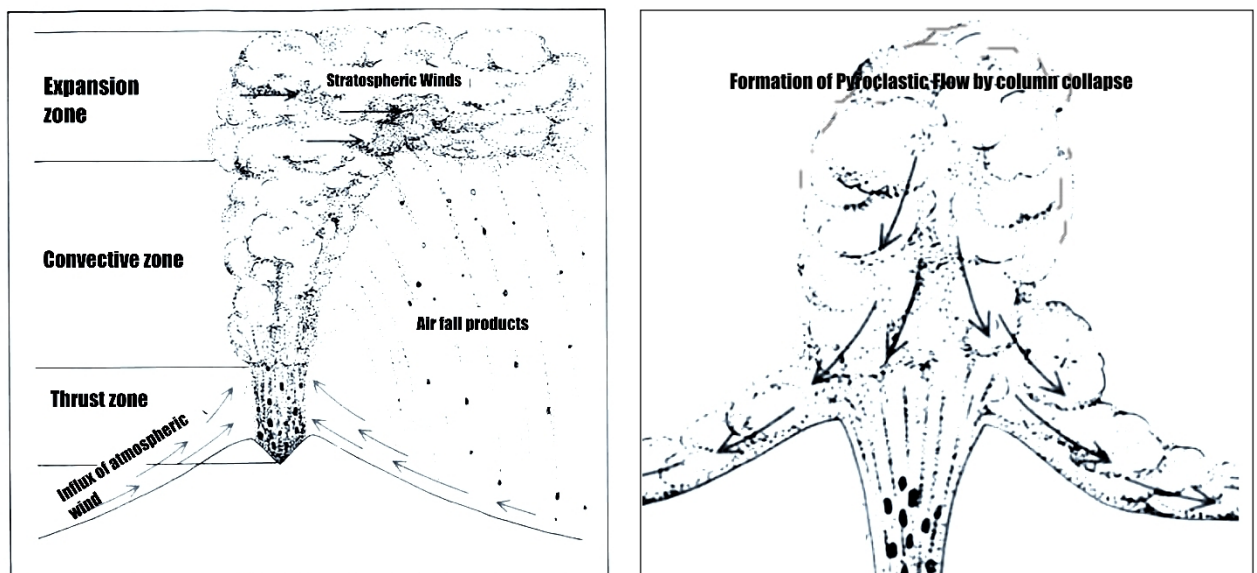 Expansion
zone
Stratospheric Winds
Convective zone
Air fall products
Thrust zone
Influx of atmospheric
wind
Formation of Pyroclastic Flow by column collapse